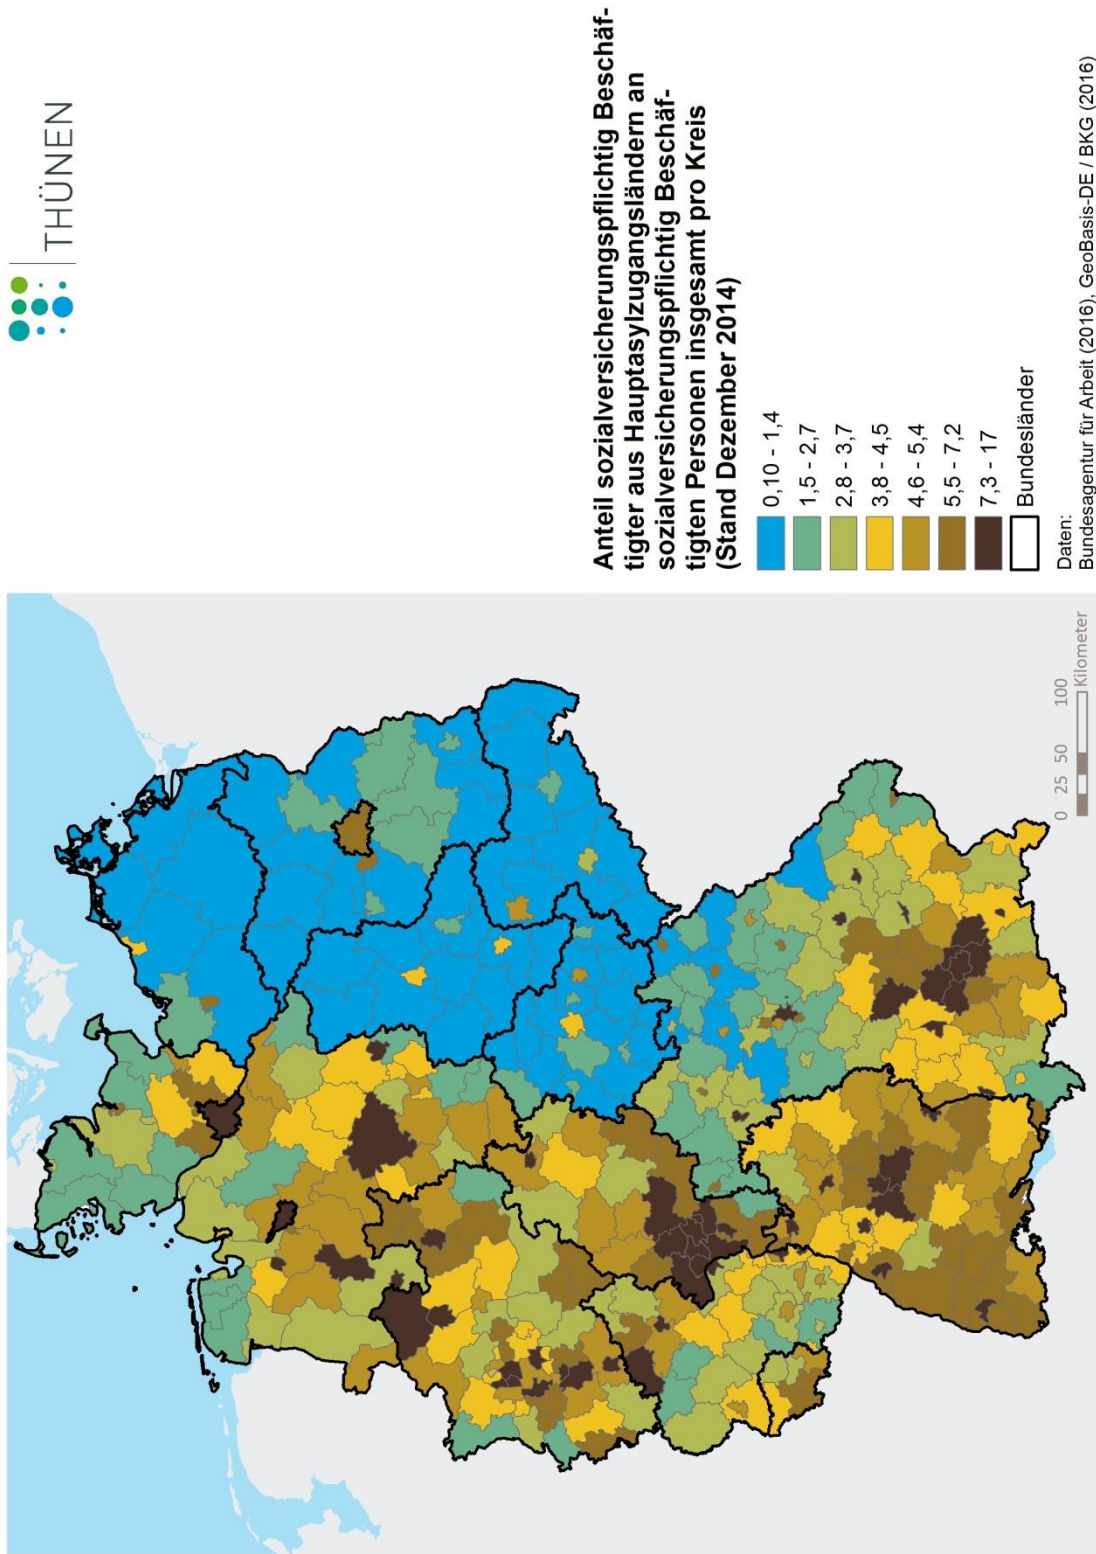 THÜNEN
Anteil sozialversicherungspflichtig Beschäf-
tigter aus Hauptasylzugangsländern an
sozialversicherungspflichtig Beschäf-
tigten Personen insgesamt pro Kreis
(Stand Dezember 2014)
0,10 - 1,4
1,5 - 2,7
2,8 - 3,7
3,8 - 4,5
4,6 - 5,4
5,5 - 7,2
7,3 - 17
Bundesländer
Daten:
Bundesagentur für Arbeit (2016), GeoBasis-DE / BKG (2016)
0 25 50 100
Kilometer